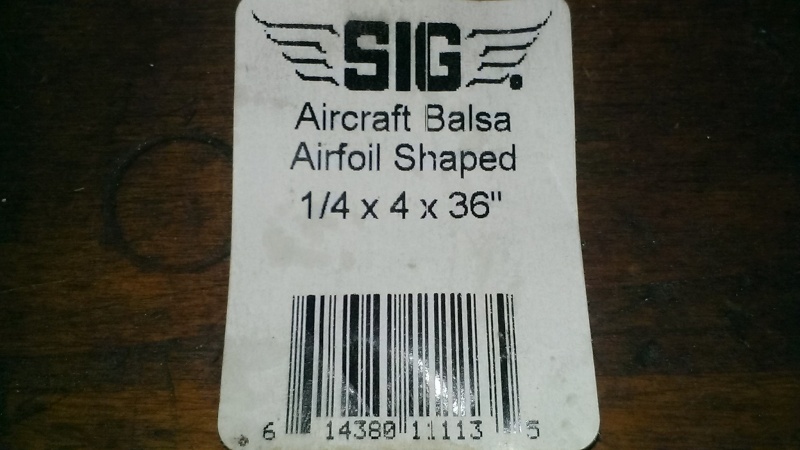 SIG
Aircraft Balsa
Airfoil Shaped
1/4 x 4 x 36"
6 14380 11113 5